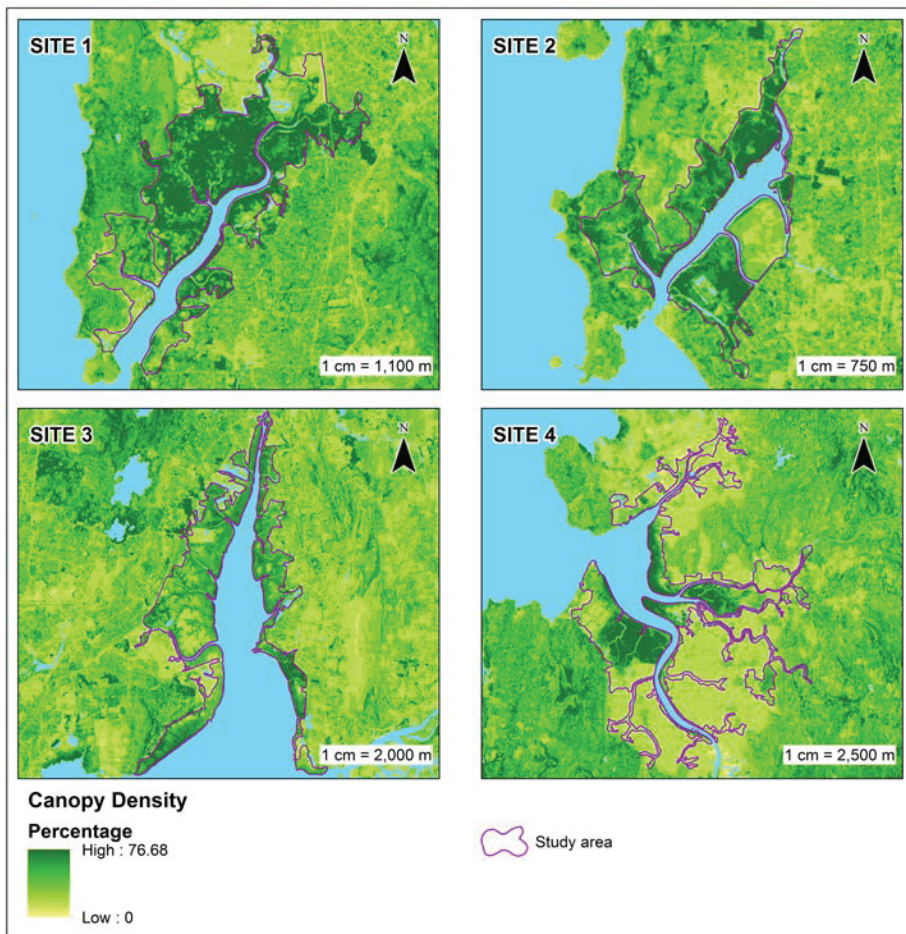 SITE 1
N
1 cm = 1,100 m
SITE 2
N
1 cm = 750 m
SITE 3
N
1 cm = 2,000 m
SITE 4
N
1 cm = 2,500 m
Canopy Density
Percentage
High : 76.68
Low : 0
Study area